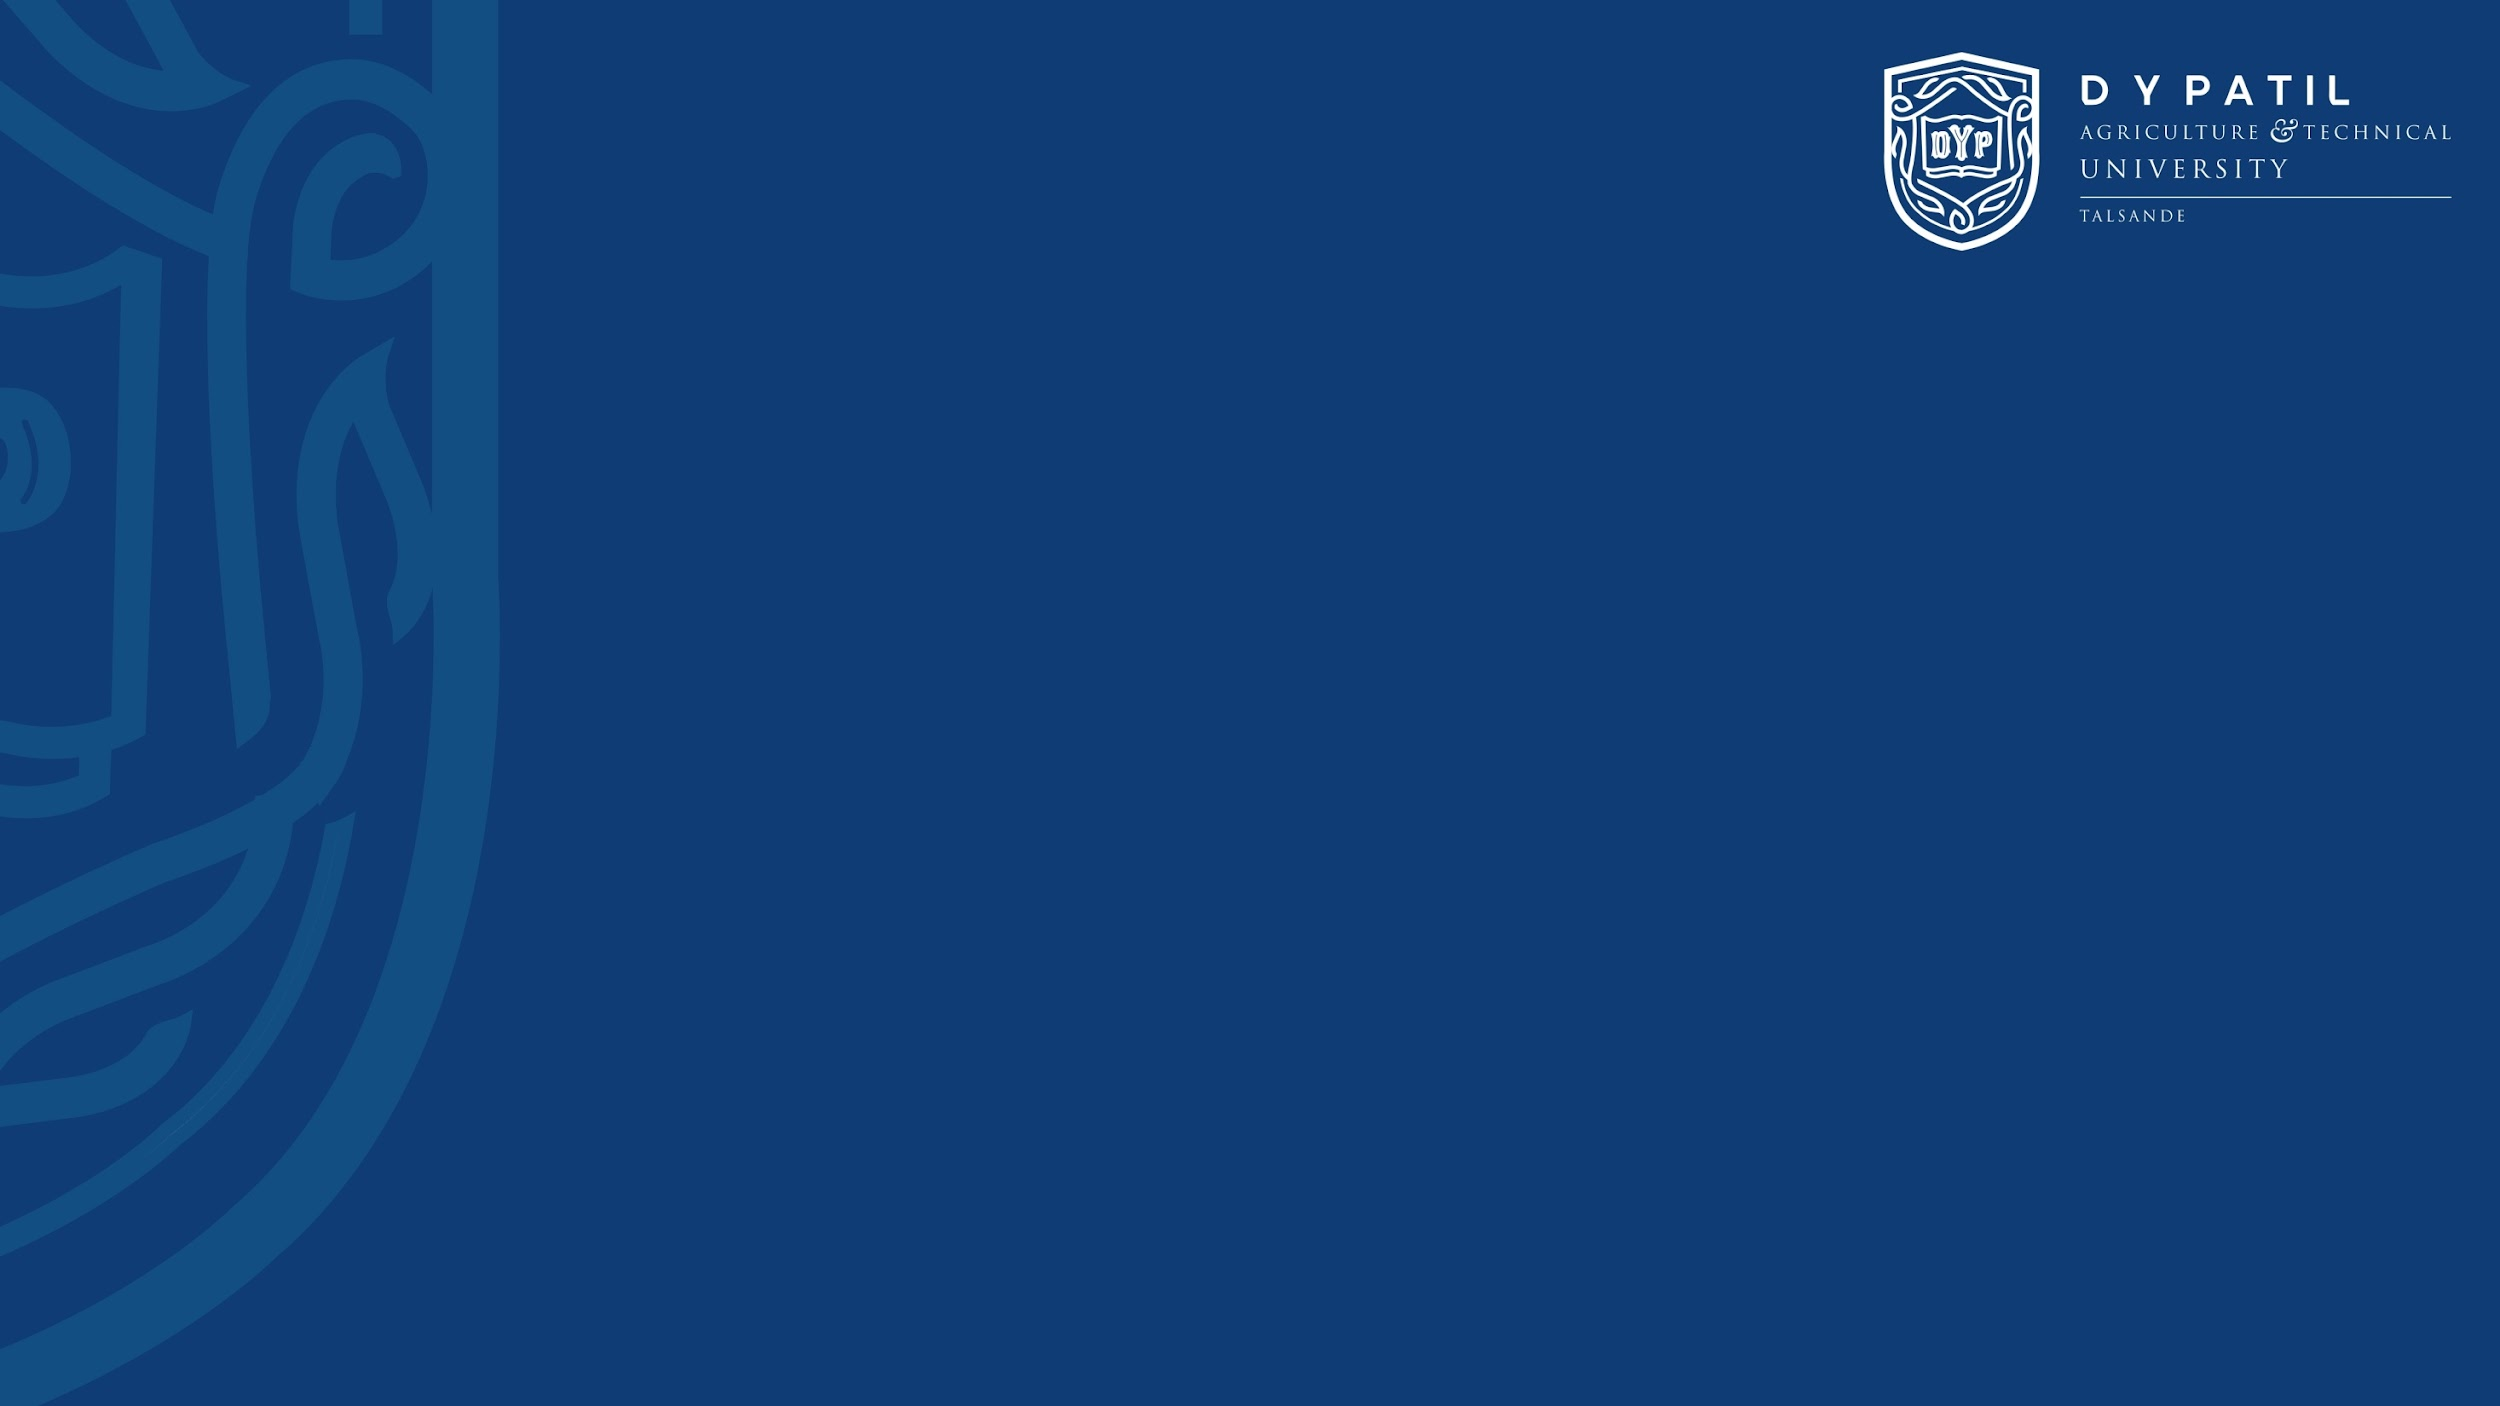 DYP
D Y PATIL
AGRICULTURE & TECHNICAL
UNIVERSITY
TALSANDE